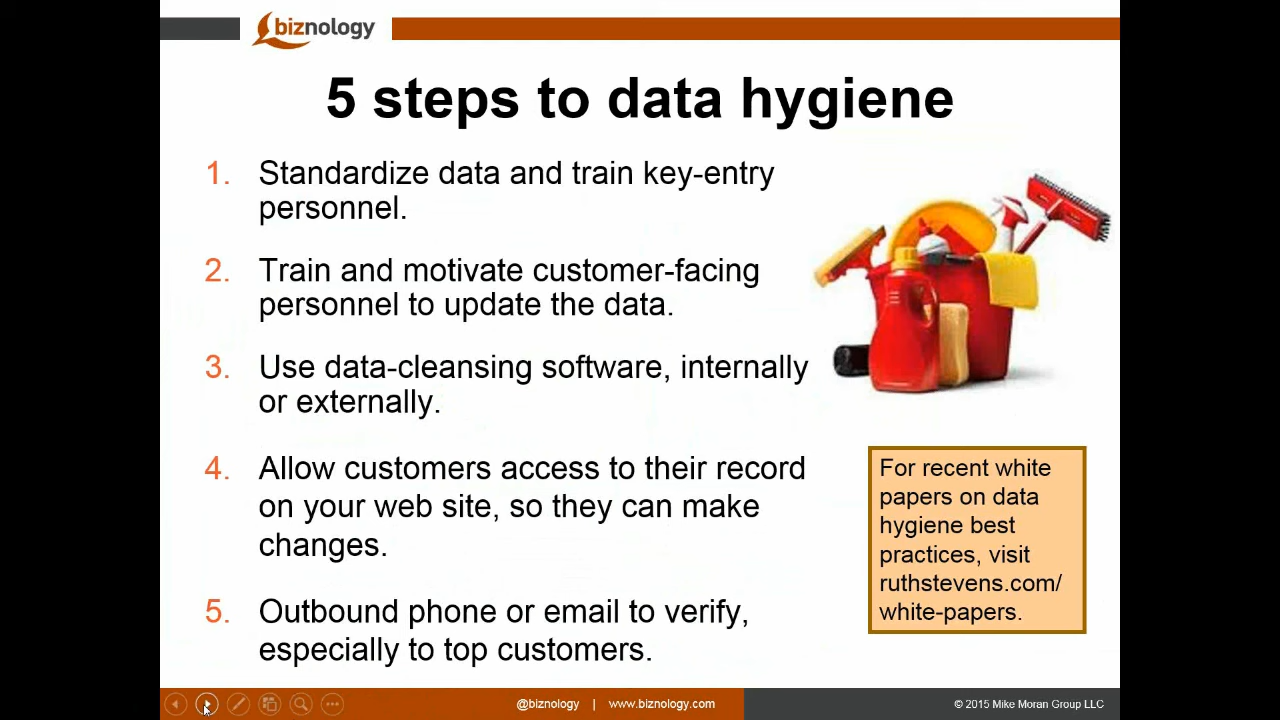 biznology
5 steps to data hygiene
1. Standardize data and train key-entry
personnel.
2. Train and motivate customer-facing
personnel to update the data.
3. Use data-cleansing software, internally
or externally.
4. Allow customers access to their record
on your web site, so they can make
changes.
5. Outbound phone or email to verify,
especially to top customers.
For recent white
papers on data
hygiene best
practices, visit
ruthstevens.com/
white-papers.
@biznology | www.biznology.com
© 2015 Mike Moran Group LLC